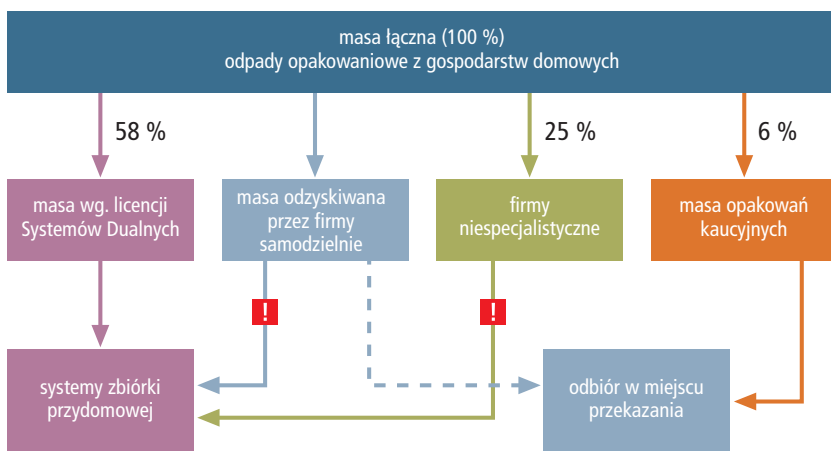 masa łączna (100 %)
odpady opakowaniowe z gospodarstw domowych
58 %
25 %
6 %
masa wg. licencji
Systemów Dualnych
masa odzyskiwana
przez firmy
samodzielnie
firmy
niespecjalistyczne
masa opakowań
kaucyjnych
!
!
systemy zbiórki
przydomowej
odbiór w miejscu
przekazania